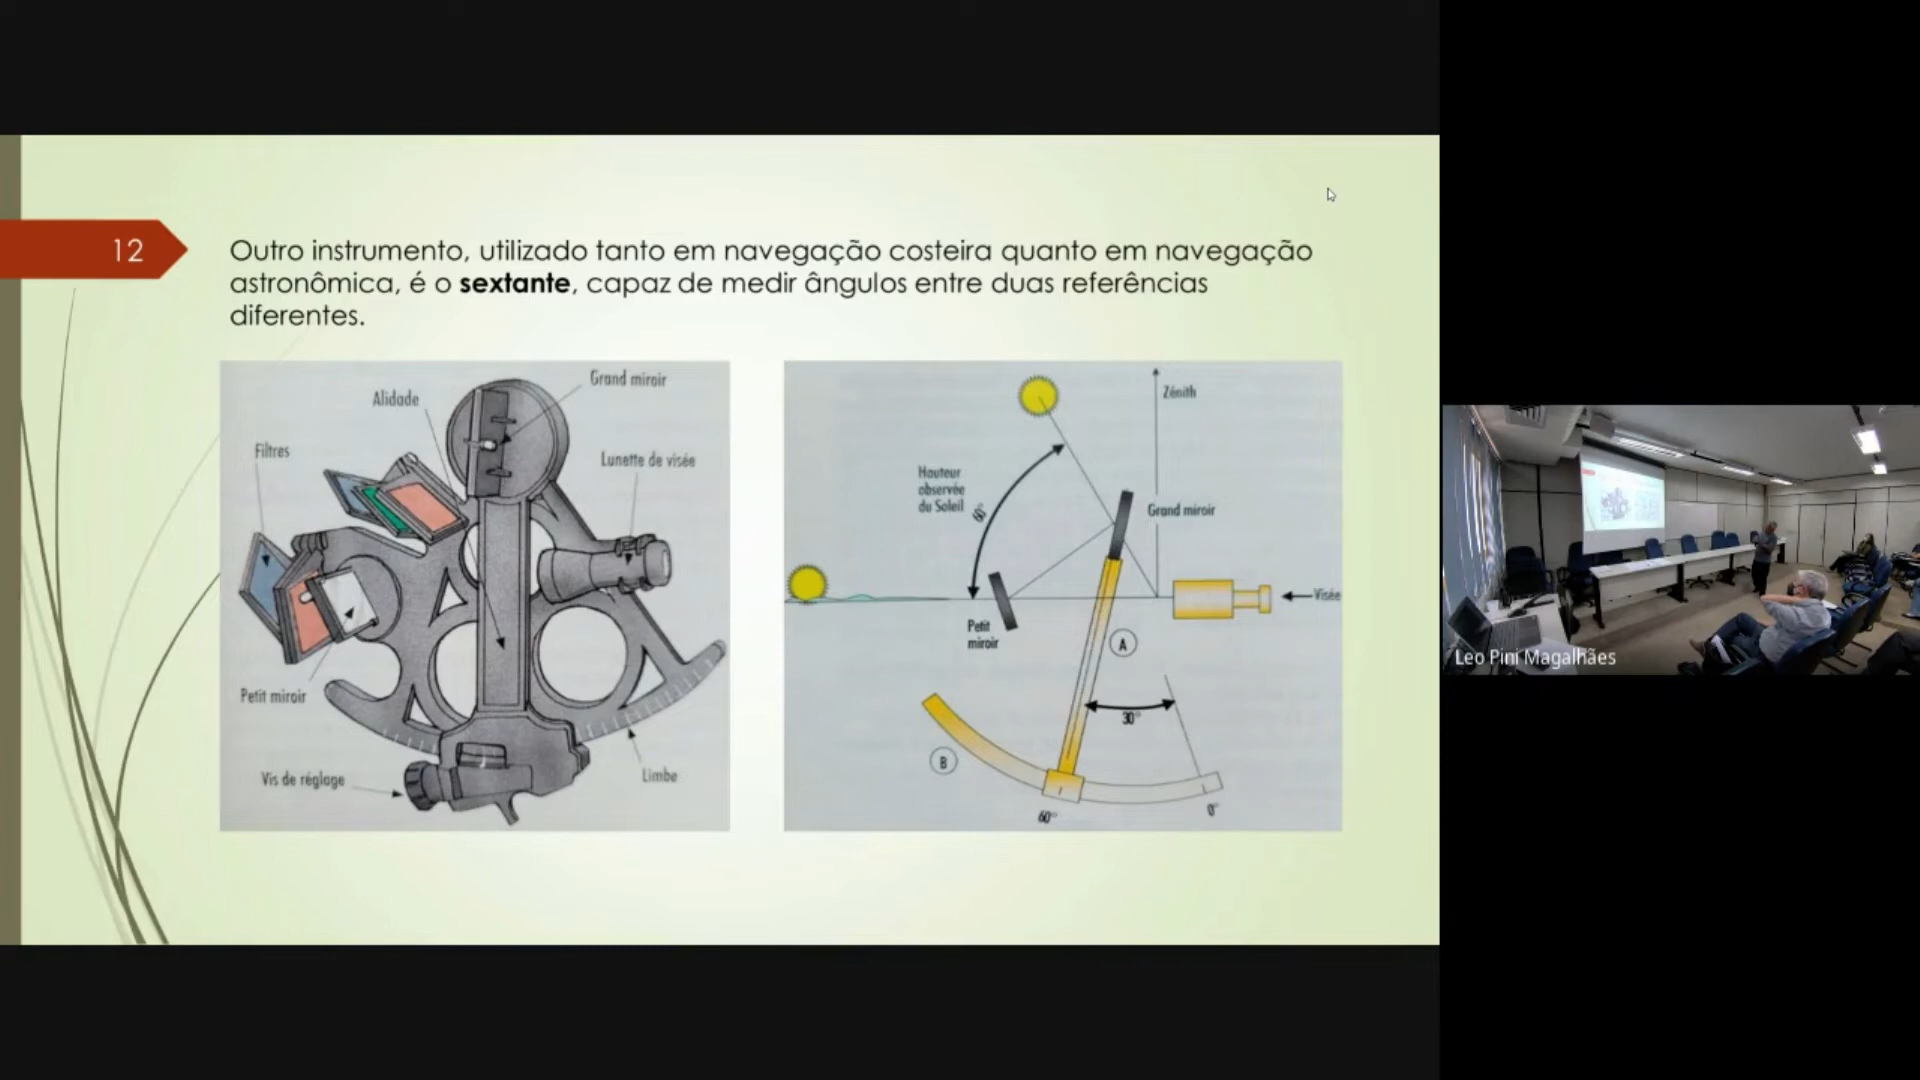 12
Outro instrumento, utilizado tanto em navegação costeira quanto em navegação
astronômica, é o sextante, capaz de medir ângulos entre duas referências
diferentes.
Grand miroir
Alidade
Filtres
Lunette de visée
Petit miroir
Vis de réglage
Limbe
Zénith
Hauteur
observée
du Soleil
60°
Grand miroir
Visée
Petit
miroir
A
30°
B
60°
0°
Leo Pini Magalhães